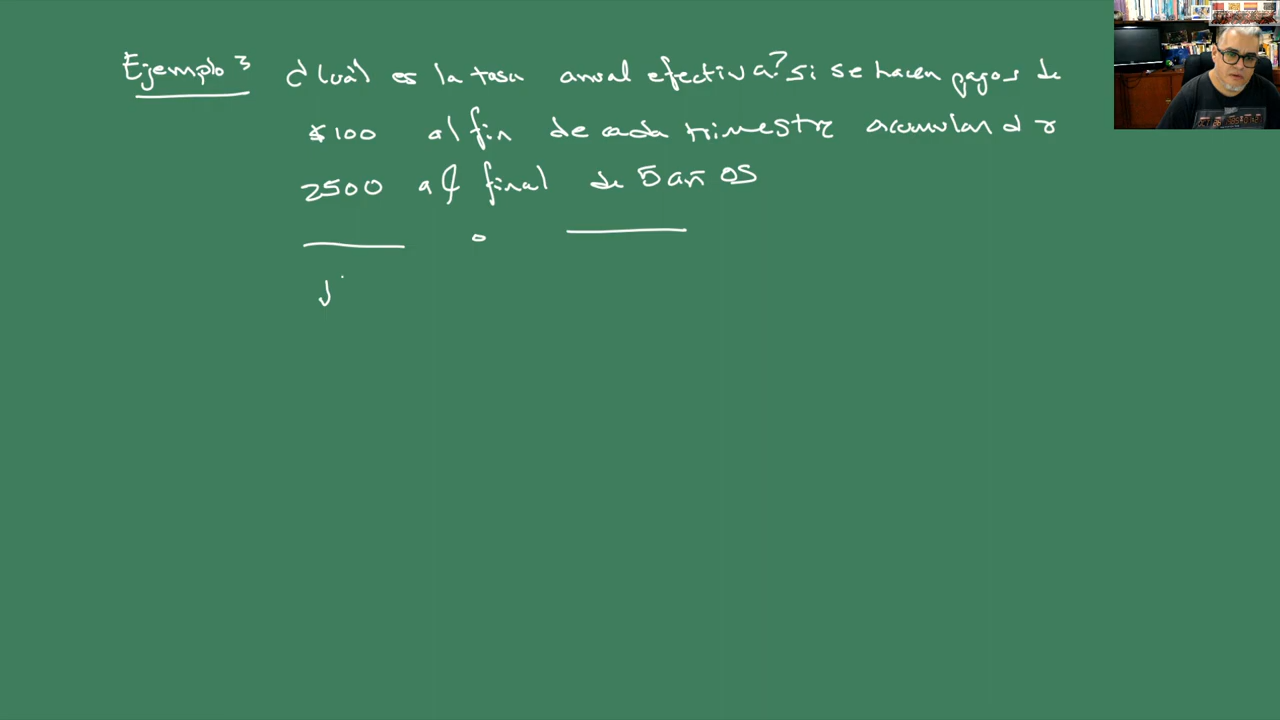 Ejemplo 3 ¿Cuál es la tasa anual efectiva? si se hacen pagos de
$100 al fin de cada trimestre acumulando
2500 al final de 5 años